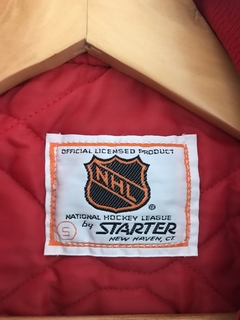 OFFICIAL LICENSED PRODUCT
NHL
®
NATIONAL HOCKEY LEAGUE
S by STARTER
NEW HAVEN, CT.